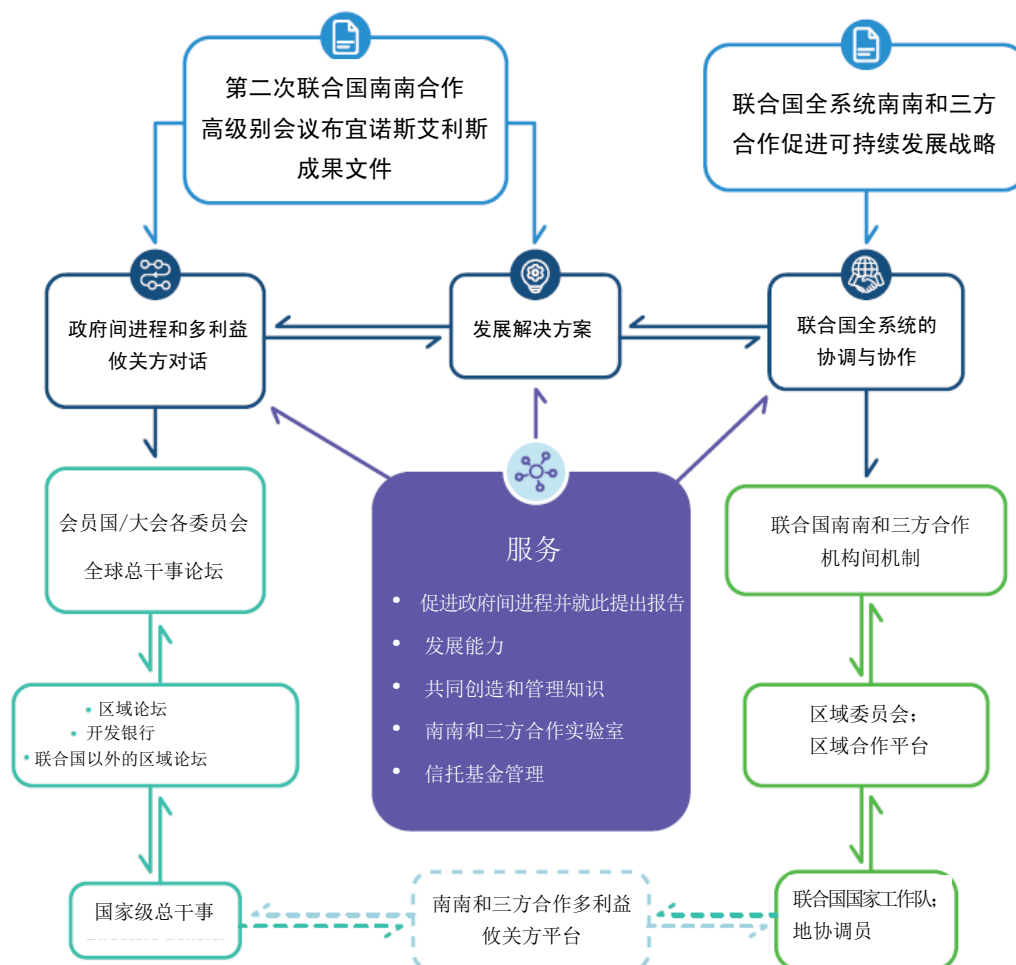 第二次联合国南南合作
高级别会议布宜诺斯艾利斯
成果文件
联合国全系统南南和三方
合作促进可持续发展战略
政府间进程和多利益
攸关方对话
发展解决方案
联合国全系统的
协调与协作
会员国/大会各委员会
全球总干事论坛
服务
• 促进政府间进程并就此提出报告
• 发展能力
• 共同创造和管理知识
• 南南和三方合作实验室
• 信托基金管理
联合国南南和三方合作
机构间机制
• 区域论坛
• 开发银行
• 联合国以外的区域论坛
区域委员会；
区域合作平台
国家级总干事
南南和三方合作多利益
攸关方平台
联合国国家工作队；
地协调员